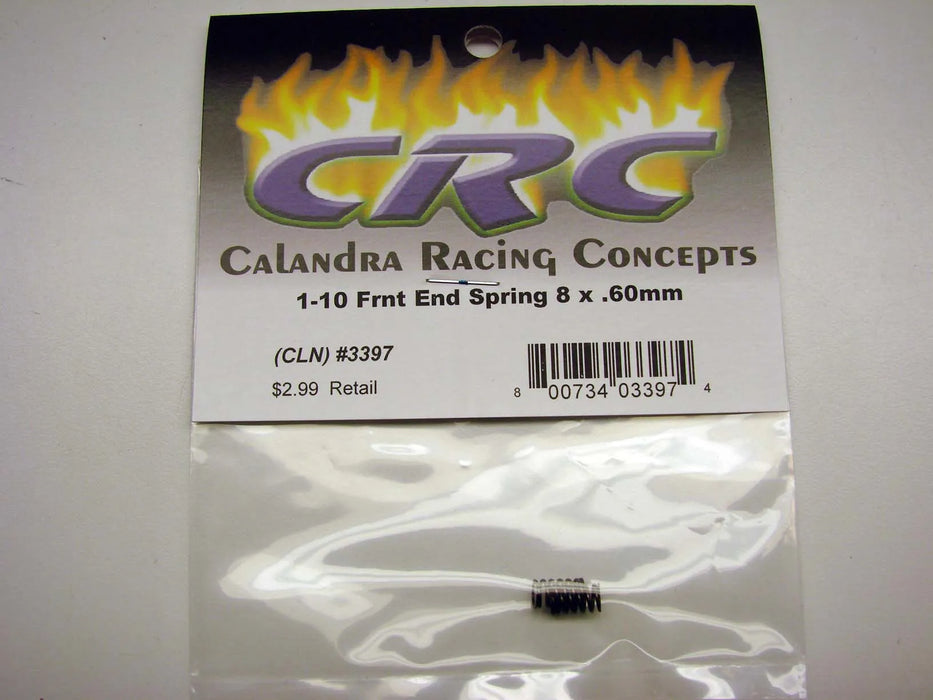 CRC
Calandra Racing Concepts
1-10 Frnt End Spring 8 x .60mm
(CLN) #3397
$2.99 Retail
8 00734 03397 4